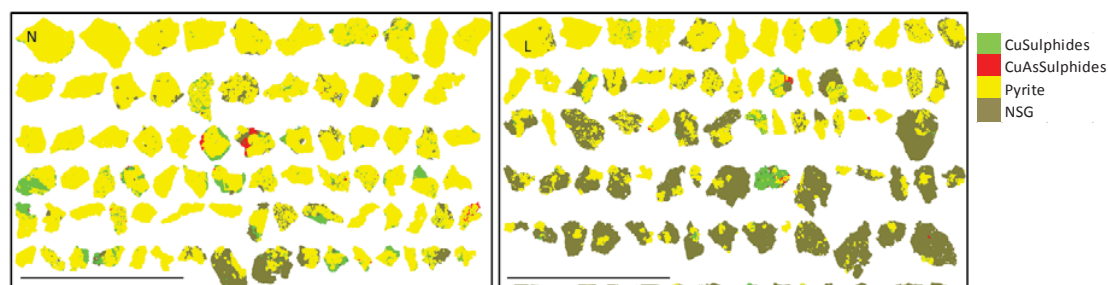 N
L
CuSulphides
CuAsSulphides
Pyrite
NSG